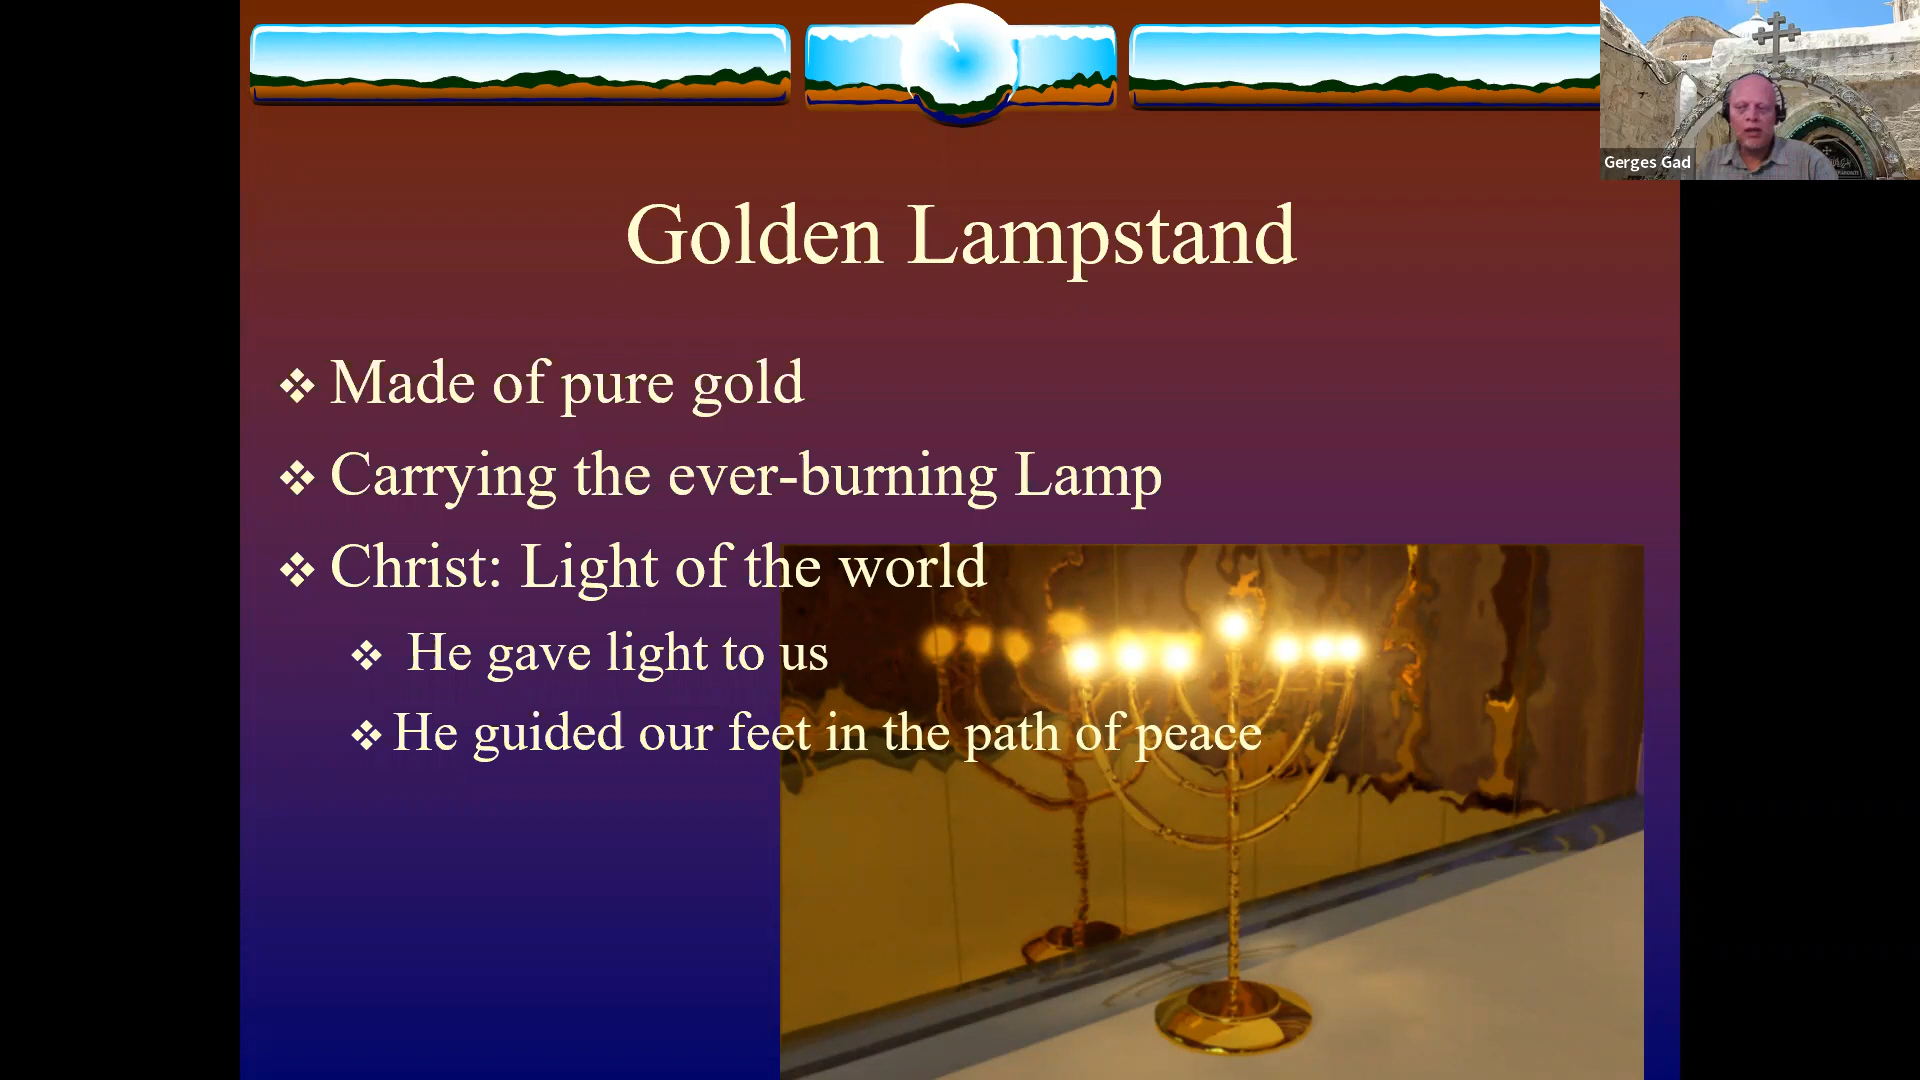 Gerges Gad
Golden Lampstand
❖ Made of pure gold
❖ Carrying the ever-burning Lamp
❖ Christ: Light of the world
❖ He gave light to us
❖ He guided our feet in the path of peace